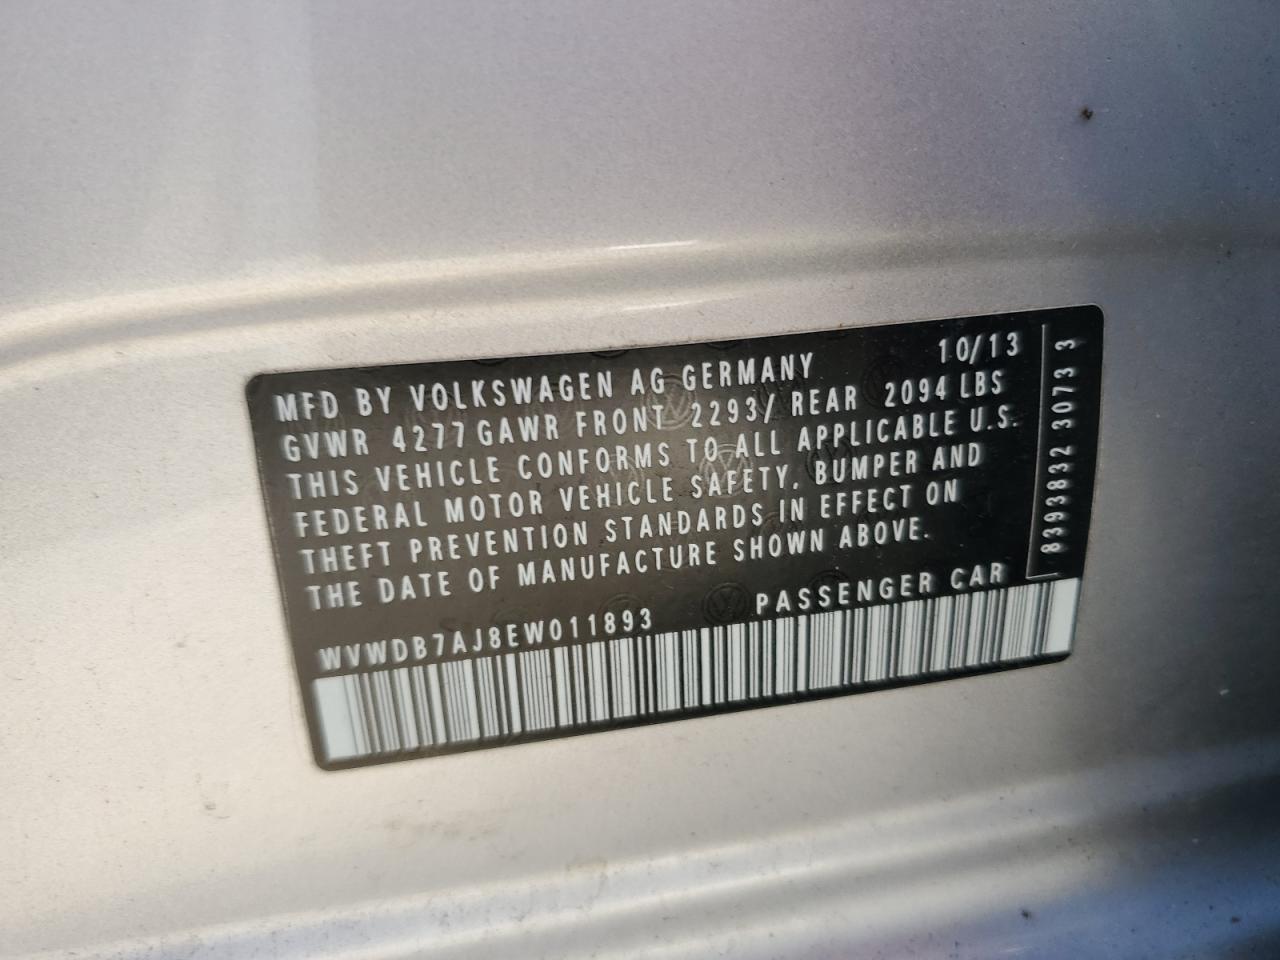 MFD BY VOLKSWAGEN AG GERMANY 10/13
GVWR 4277 GAWR FRONT 2293/ REAR 2094 LBS
THIS VEHICLE CONFORMS TO ALL APPLICABLE U.S.
FEDERAL MOTOR VEHICLE SAFETY, BUMPER AND
THEFT PREVENTION STANDARDS IN EFFECT ON
THE DATE OF MANUFACTURE SHOWN ABOVE.
WVWDB7AJ8EW011893 PASSENGER CAR
8393832 3073 3